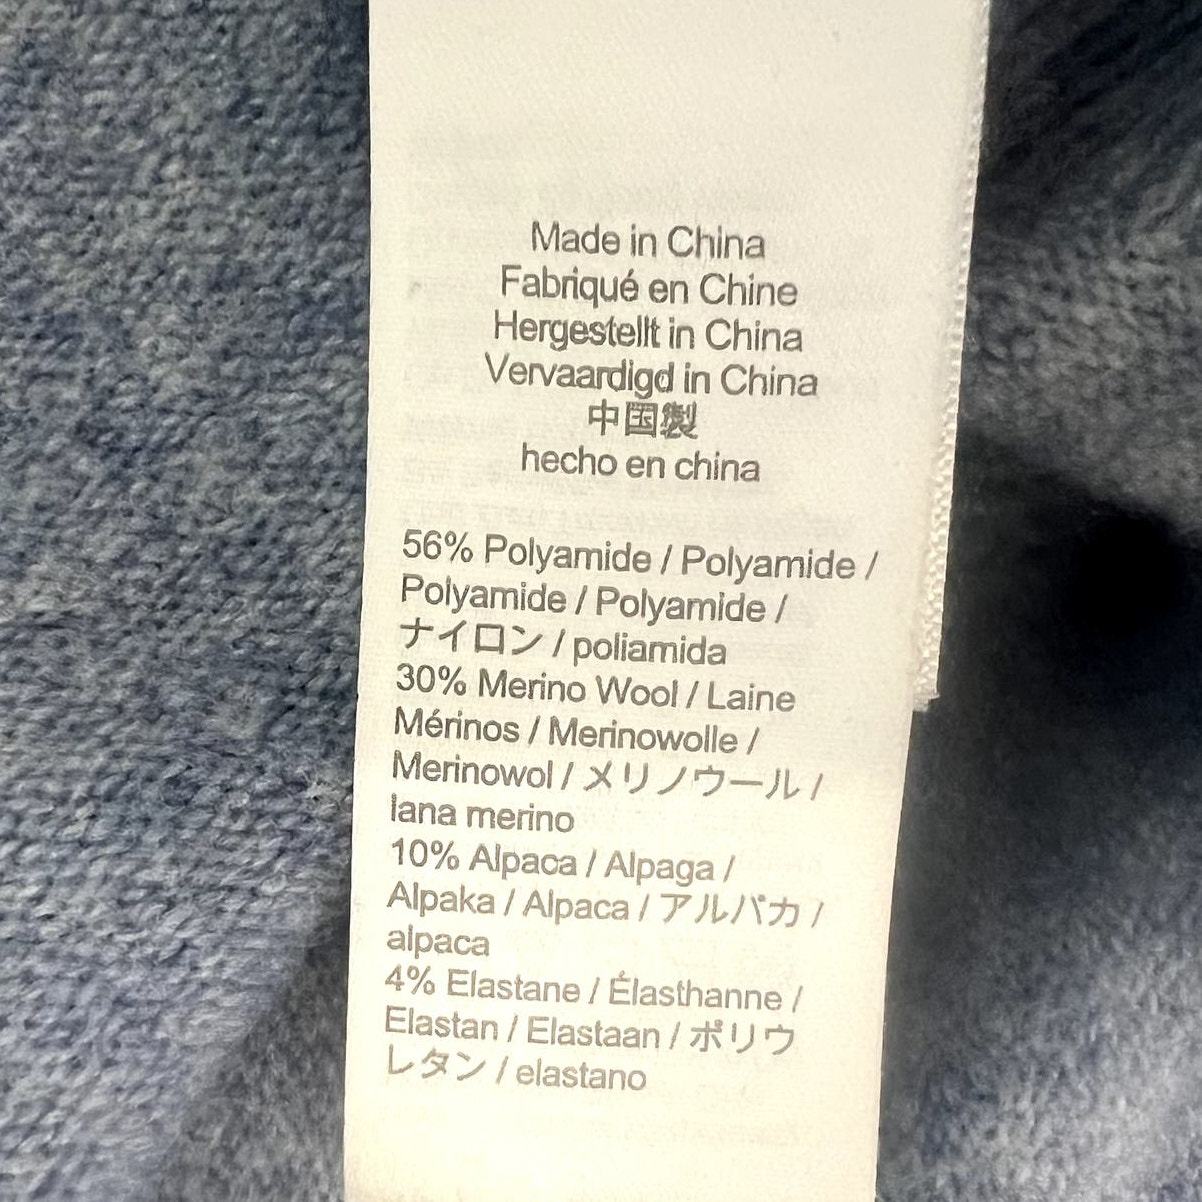 Made in China
Fabriqué en Chine
Hergestellt in China
Vervaardigd in China
中国製
hecho en china
56% Polyamide / Polyamide /
Polyamide / Polyamide /
ナイロン / poliamida
30% Merino Wool / Laine
Mérinos / Merinowolle /
Merinowol / メリノウール /
lana merino
10% Alpaca / Alpaga /
Alpaka / Alpaca / アルパカ /
alpaca
4% Elastane / Élasthanne /
Elastan / Elastaan / ポリウ
レタン / elastano